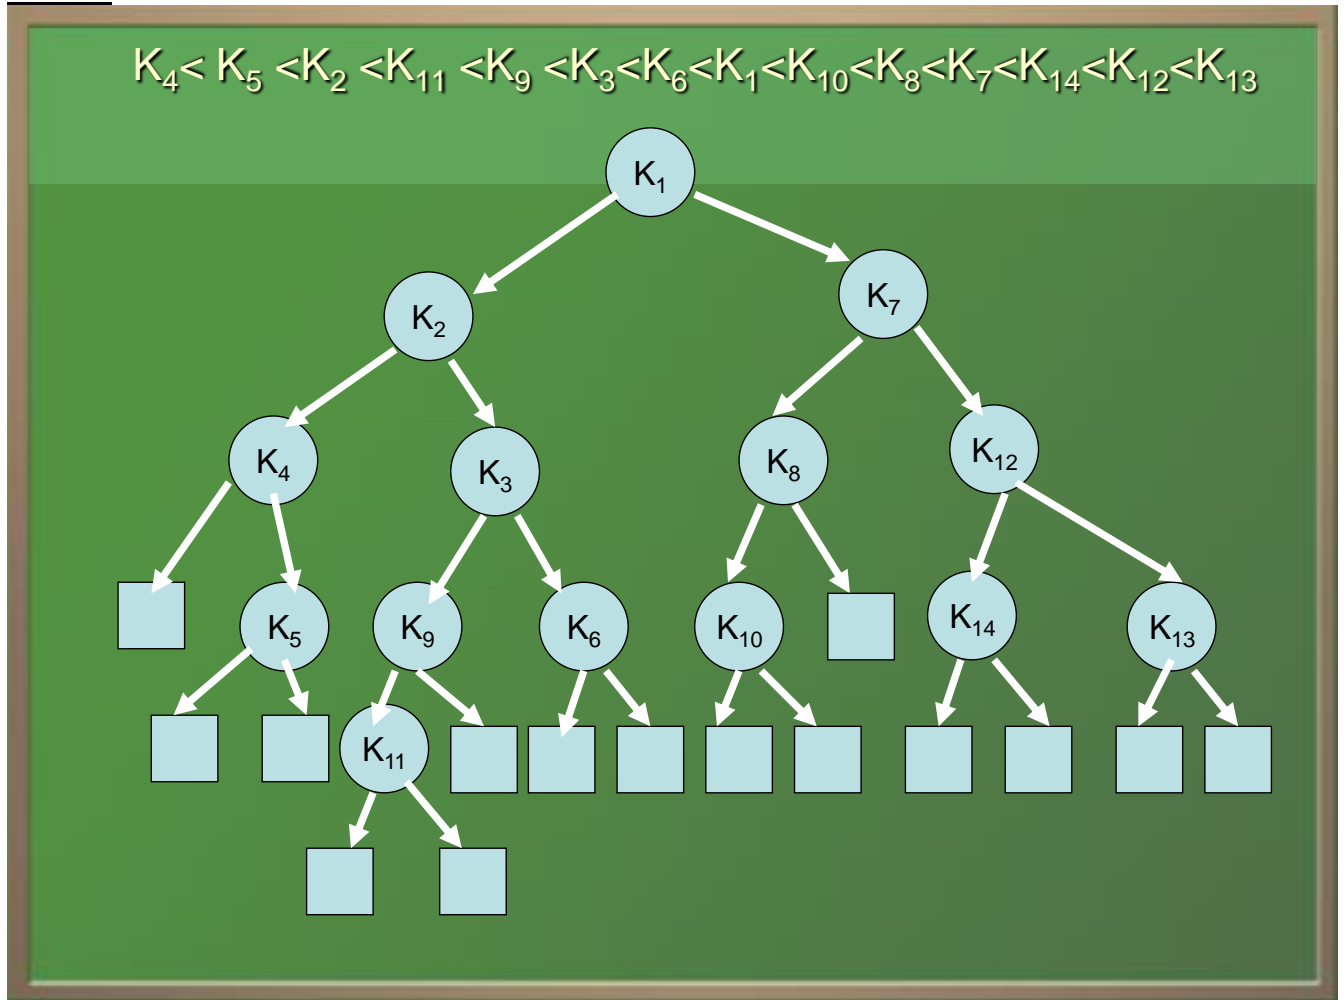 K₄< K₅ <K₂ <K₁₁ <K₉ <K₃<K₆<K₁<K₁₀<K₈<K₇<K₁₄<K₁₂<K₁₃
K₁
K₇
K₂
K₄
K₃
K₈
K₁₂
K₅
K₉
K₆
K₁₀
K₁₄
K₁₃
K₁₁